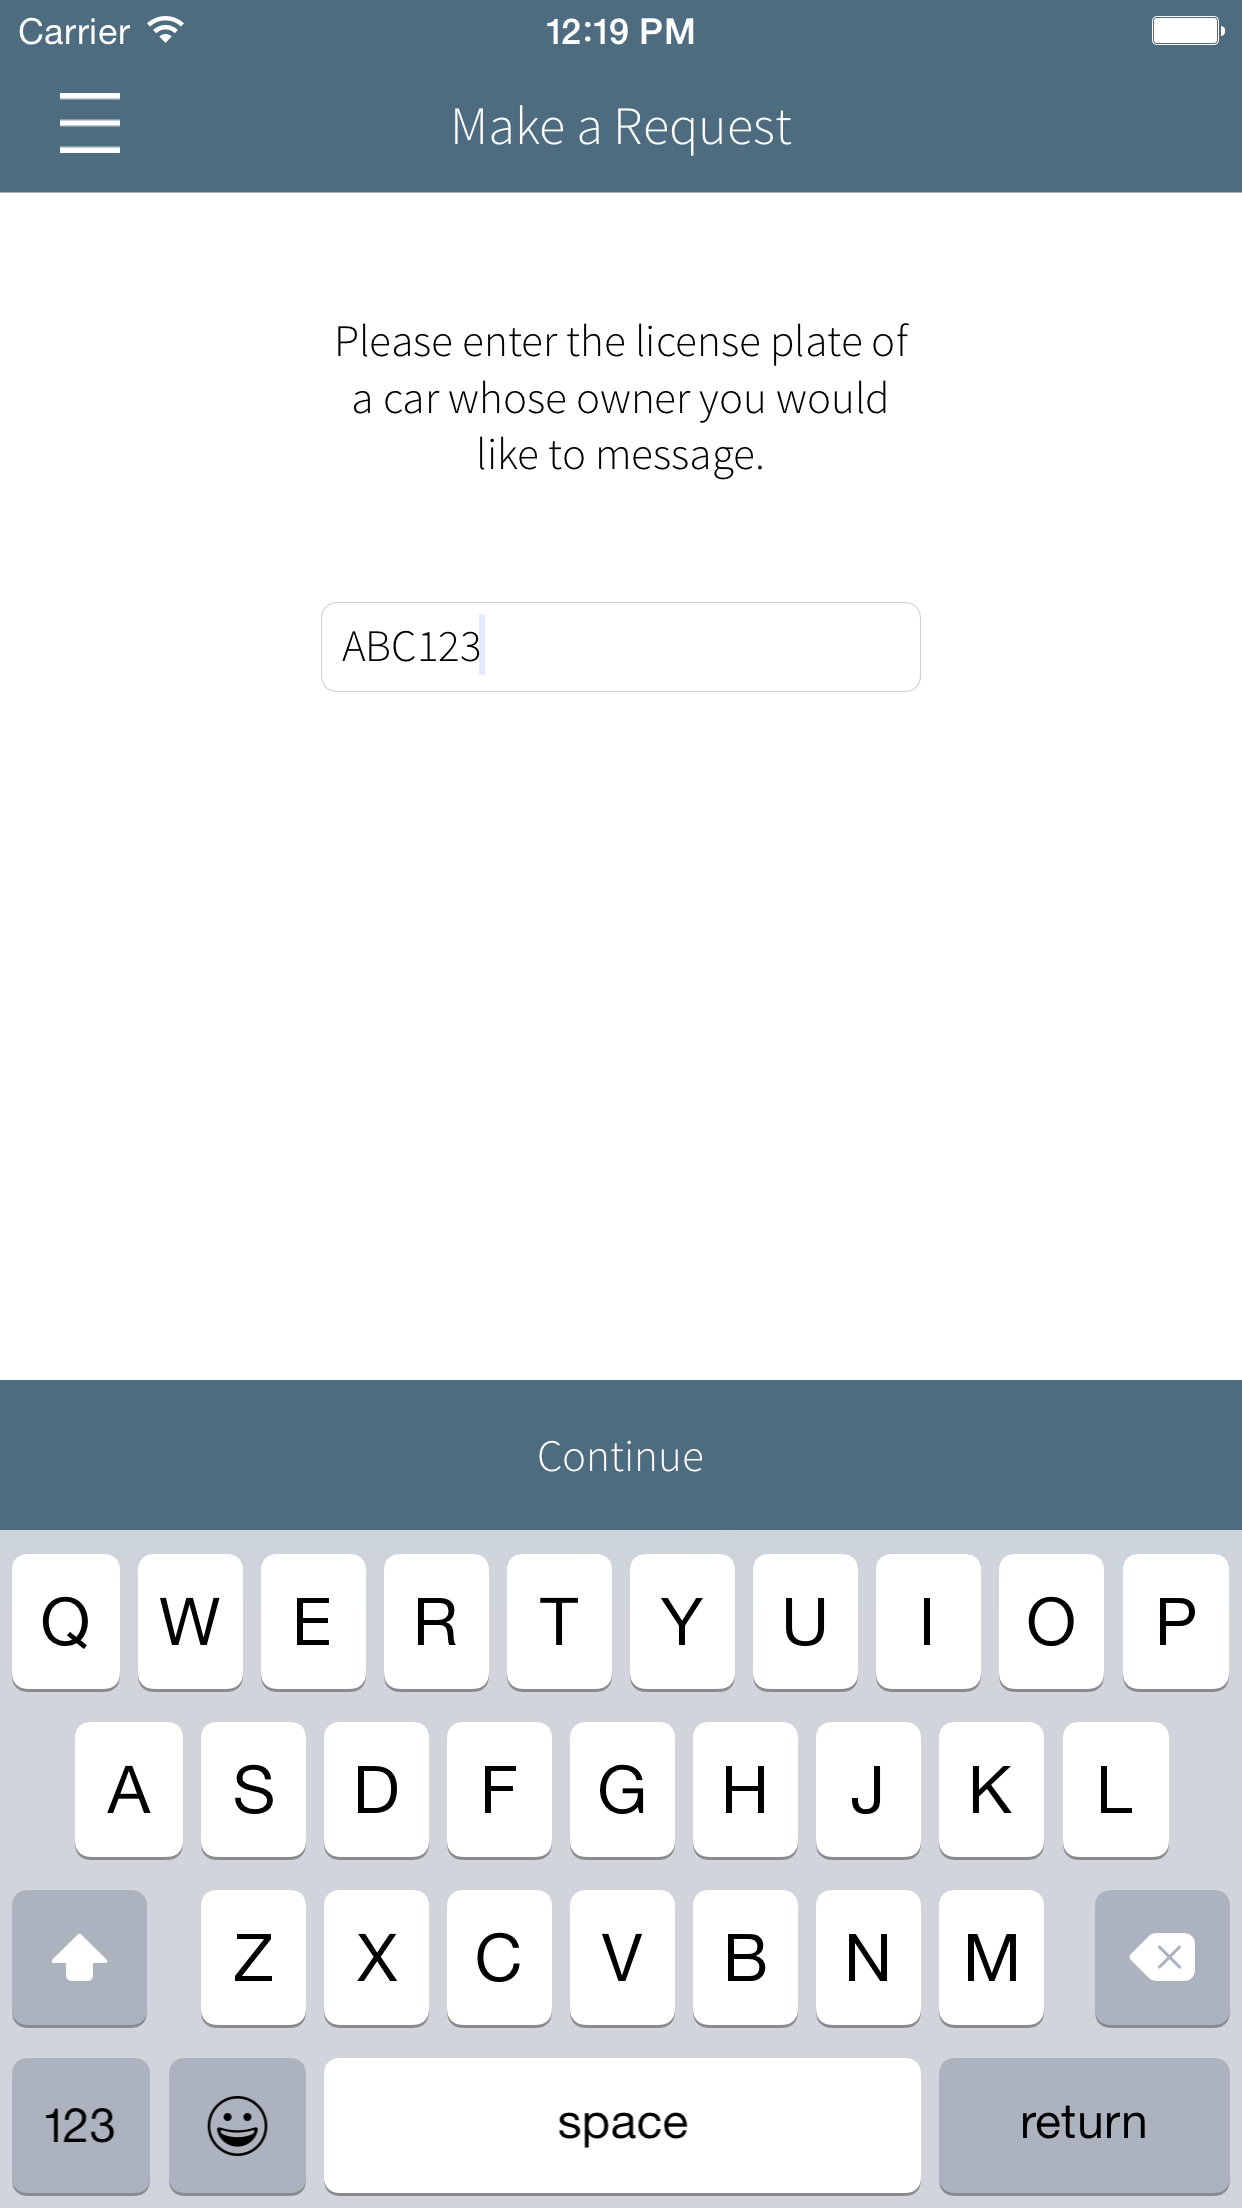 Carrier 12:19 PM
Make a Request
Please enter the license plate of
a car whose owner you would
like to message.
ABC123
Continue
Q W E R T Y U I O P
A S D F G H J K L
Z X C V B N M
123 space return